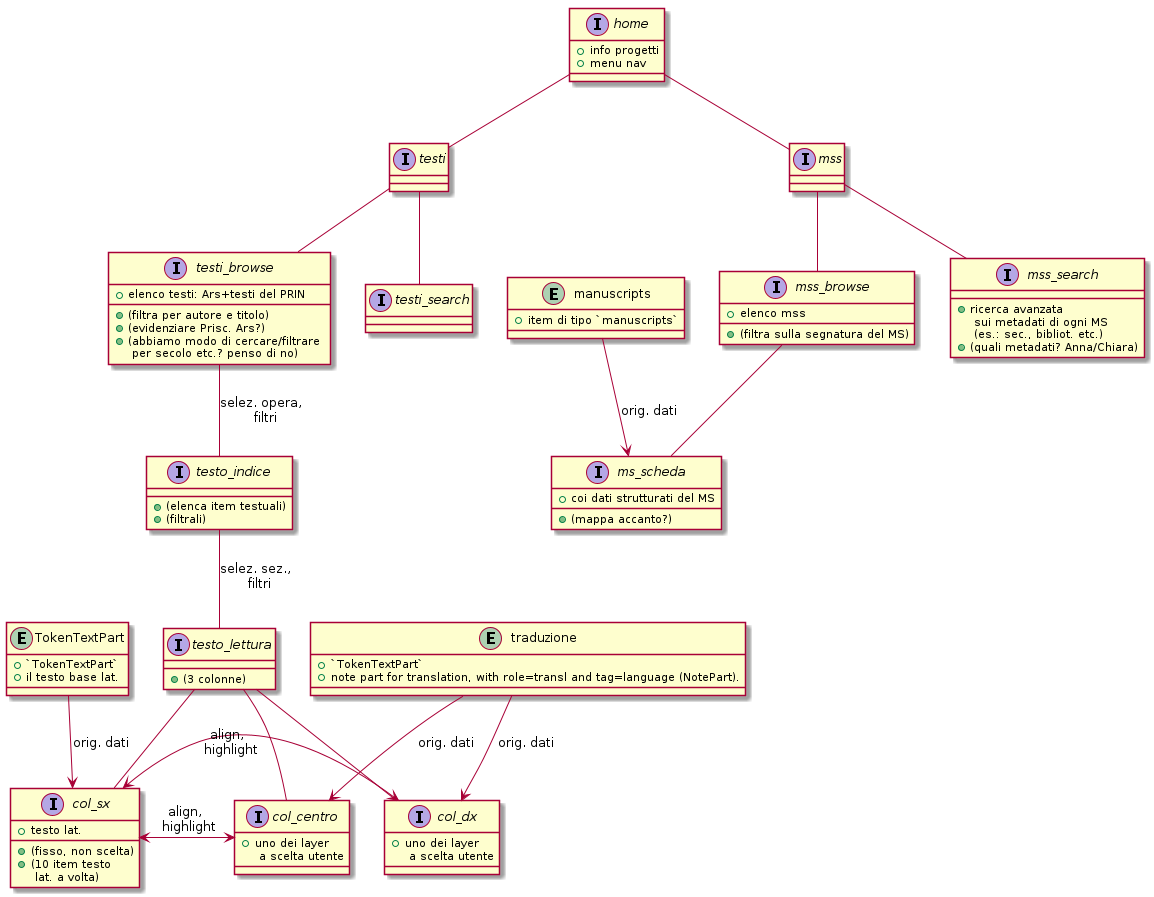 I home
info progetti
menu nav
I testi
I mss
I testi_browse
elenco testi: Ars+testi del PRIN
(filtra per autore e titolo)
(evidenziare Prisc. Ars?)
(abbiamo modo di cercare/filtrare
per secolo etc.? penso di no)
I testi_search
E manuscripts
item di tipo `manuscripts`
I mss_browse
elenco mss
(filtra sulla segnatura del MS)
I mss_search
ricerca avanzata
sui metadati di ogni MS
(es.: sec., bibliot. etc.)
(quali metadati? Anna/Chiara)
selez. opera,
filtri
orig. dati
I testo_indice
(elenca item testuali)
(filtrali)
I ms_scheda
coi dati strutturati del MS
(mappa accanto?)
selez. sez.,
filtri
E TokenTextPart
`TokenTextPart`
il testo base lat.
I testo_lettura
(3 colonne)
E traduzione
`TokenTextPart`
note part for translation, with role=transl and tag=language (NotePart).
orig. dati
align,
highlight
orig. dati
orig. dati
I col_sx
testo lat.
(fisso, non scelta)
(10 item testo
lat. a volta)
align,
highlight
I col_centro
uno dei layer
a scelta utente
I col_dx
uno dei layer
a scelta utente